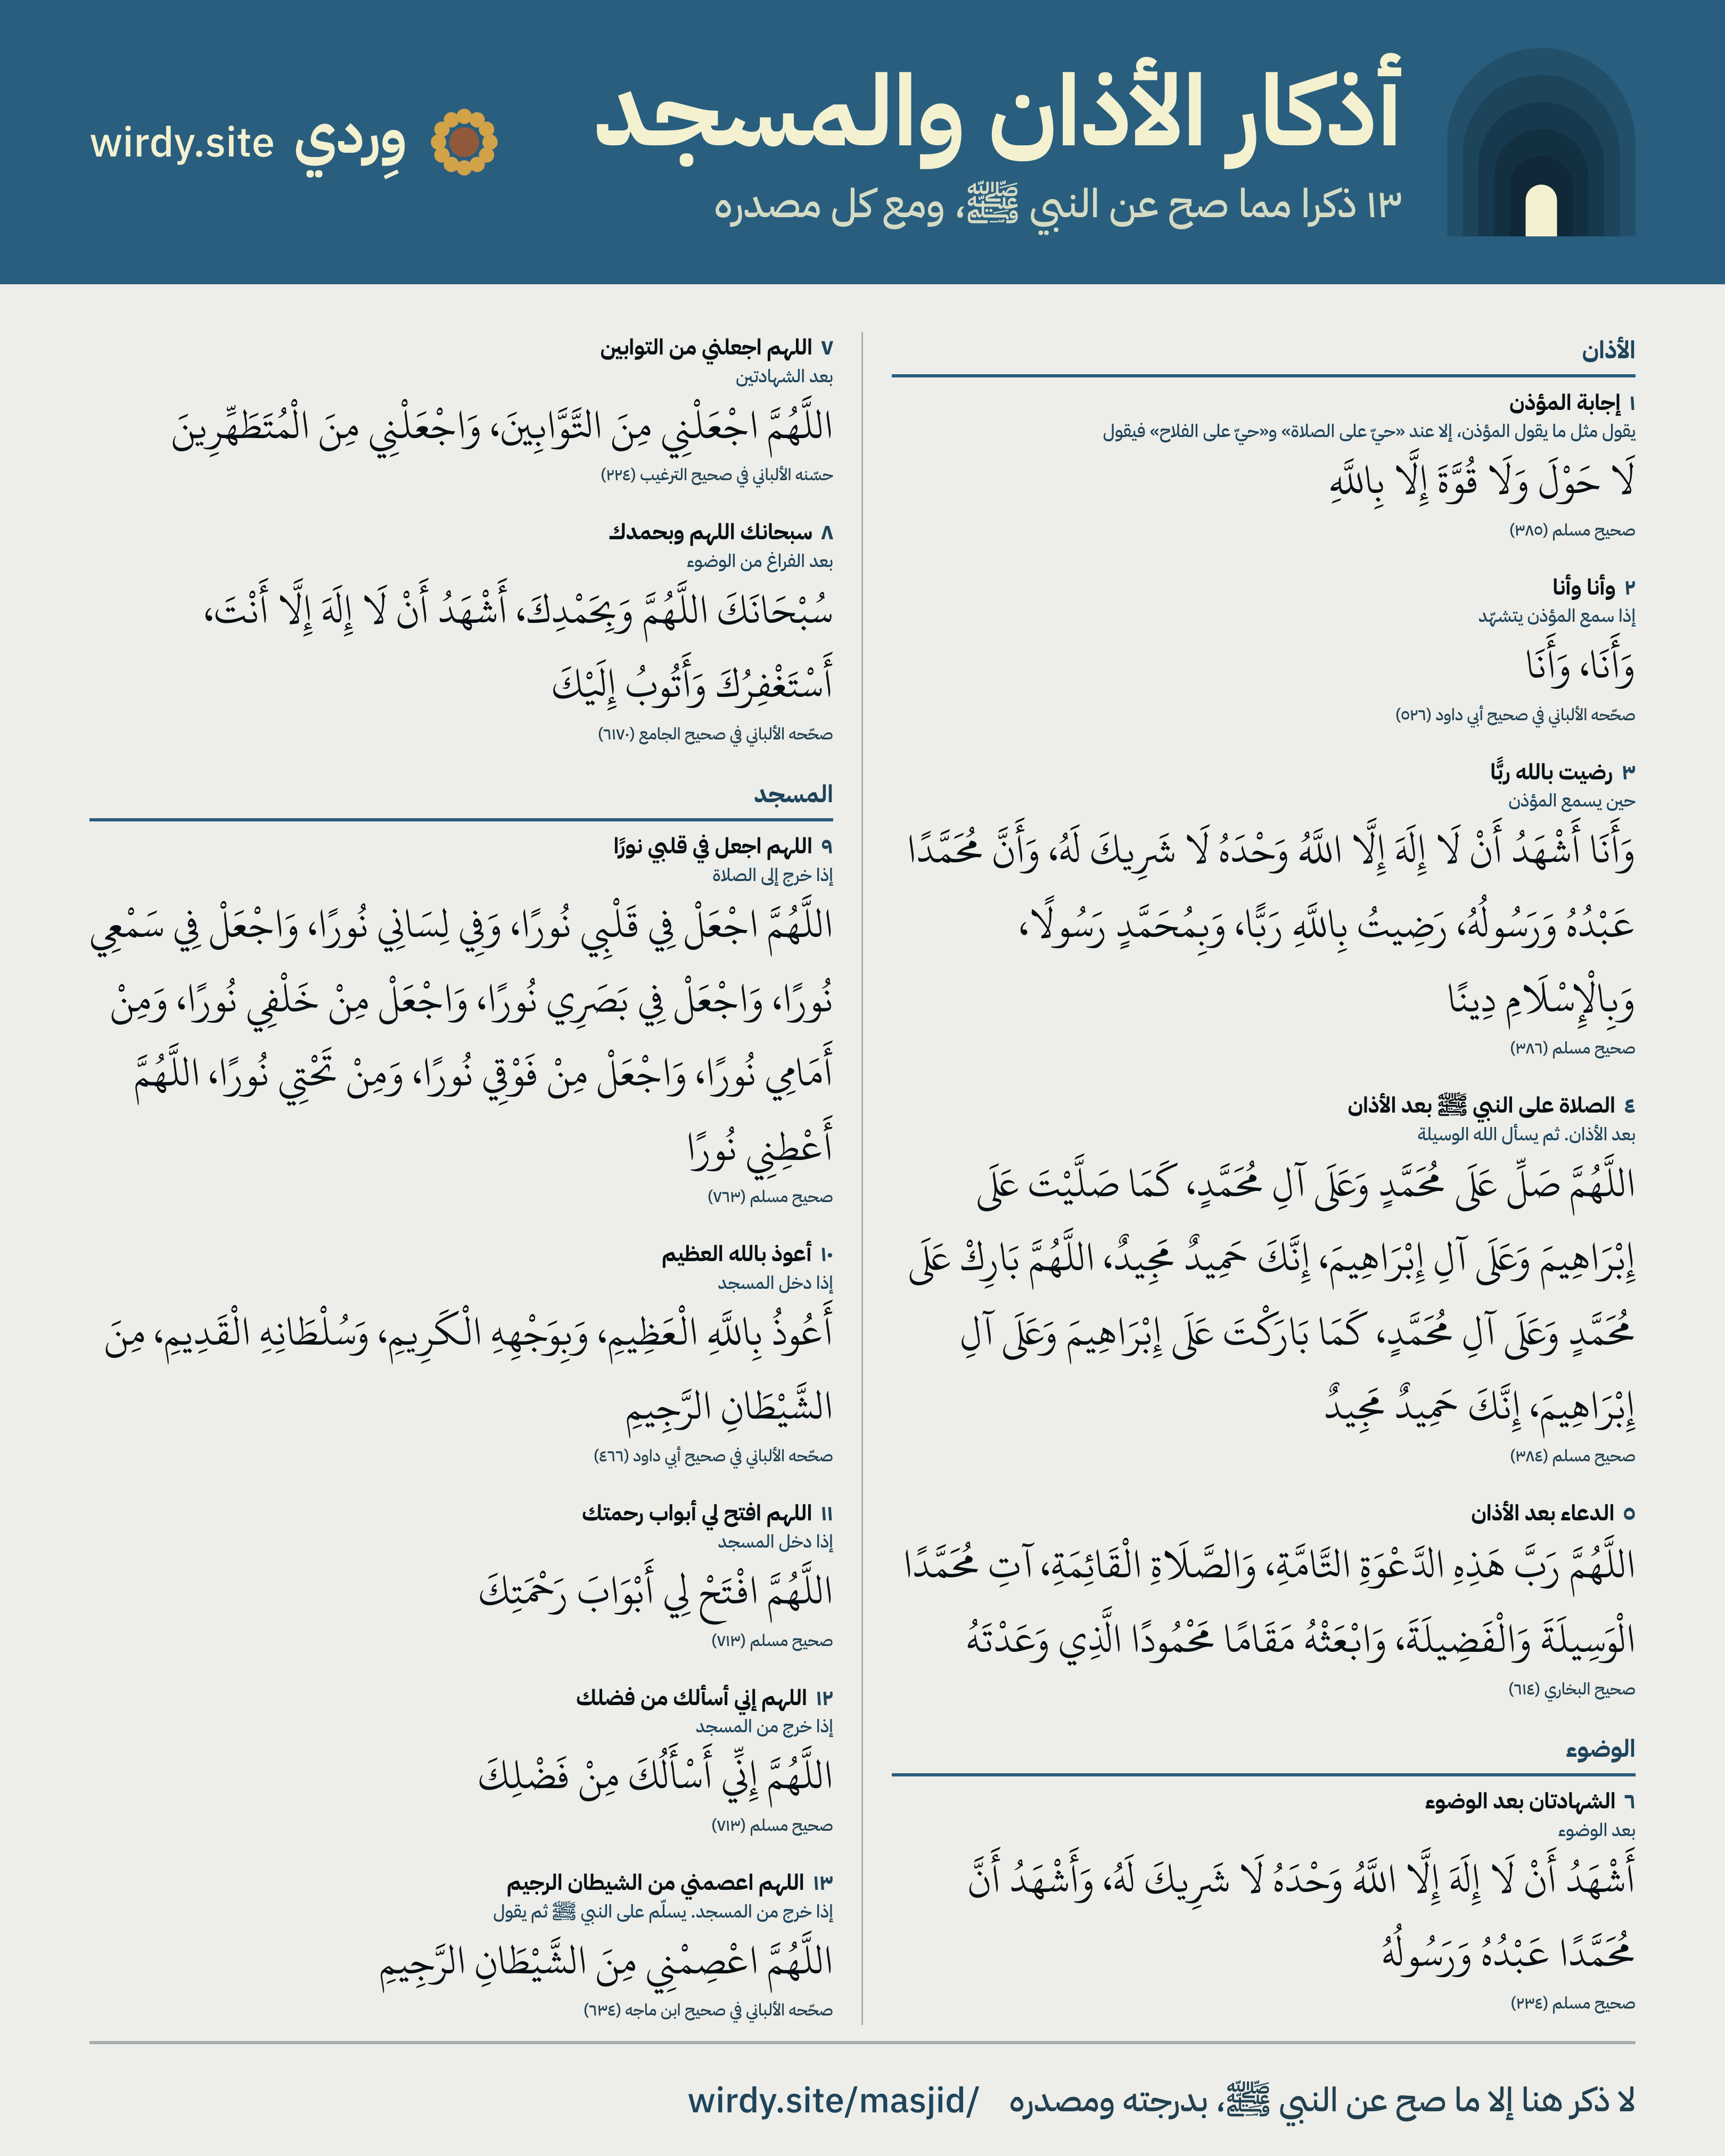 أذكار الأذان والمسجد
١٣ ذكرا مما صح عن النبي ﷺ، ومع كل مصدره
وِردي wirdy.site
الأذان
١ إجابة المؤذن
يقول مثل ما يقول المؤذن، إلا عند «حيّ على الصلاة» و«حيّ على الفلاح» فيقول
لَا حَوْلَ وَلَا قُوَّةَ إِلَّا بِاللَّهِ
صحيح مسلم (٣٨٥)
٢ وأنا وأنا
إذا سمع المؤذن يتشهّد
وَأَنَا، وَأَنَا
صحّحه الألباني في صحيح أبي داود (٥٢٦)
٣ رضيت بالله ربًّا
حين يسمع المؤذن
وَأَنَا أَشْهَدُ أَنْ لَا إِلَهَ إِلَّا اللَّهُ وَحْدَهُ لَا شَرِيكَ لَهُ، وَأَنَّ مُحَمَّدًا
عَبْدُهُ وَرَسُولُهُ، رَضِيتُ بِاللَّهِ رَبًّا، وَبِمُحَمَّدٍ رَسُولًا،
وَبِالْإِسْلَامِ دِينًا
صحيح مسلم (٣٨٦)
٤ الصلاة على النبي ﷺ بعد الأذان
بعد الأذان. ثم يسأل الله الوسيلة
اللَّهُمَّ صَلِّ عَلَى مُحَمَّدٍ وَعَلَى آلِ مُحَمَّدٍ، كَمَا صَلَّيْتَ عَلَى
إِبْرَاهِيمَ وَعَلَى آلِ إِبْرَاهِيمَ، إِنَّكَ حَمِيدٌ مَجِيدٌ، اللَّهُمَّ بَارِكْ عَلَى
مُحَمَّدٍ وَعَلَى آلِ مُحَمَّدٍ، كَمَا بَارَكْتَ عَلَى إِبْرَاهِيمَ وَعَلَى آلِ
إِبْرَاهِيمَ، إِنَّكَ حَمِيدٌ مَجِيدٌ
صحيح مسلم (٣٨٤)
٥ الدعاء بعد الأذان
اللَّهُمَّ رَبَّ هَذِهِ الدَّعْوَةِ التَّامَّةِ، وَالصَّلَاةِ الْقَائِمَةِ، آتِ مُحَمَّدًا
الْوَسِيلَةَ وَالْفَضِيلَةَ، وَابْعَثْهُ مَقَامًا مَحْمُودًا الَّذِي وَعَدْتَهُ
صحيح البخاري (٦١٤)
الوضوء
٦ الشهادتان بعد الوضوء
بعد الوضوء
أَشْهَدُ أَنْ لَا إِلَهَ إِلَّا اللَّهُ وَحْدَهُ لَا شَرِيكَ لَهُ، وَأَشْهَدُ أَنَّ
مُحَمَّدًا عَبْدُهُ وَرَسُولُهُ
صحيح مسلم (٢٣٤)
٧ اللهم اجعلني من التوابين
بعد الشهادتين
اللَّهُمَّ اجْعَلْنِي مِنَ التَّوَّابِينَ، وَاجْعَلْنِي مِنَ الْمُتَطَهِّرِينَ
حسّنه الألباني في صحيح الترغيب (٢٢٤)
٨ سبحانك اللهم وبحمدك
بعد الفراغ من الوضوء
سُبْحَانَكَ اللَّهُمَّ وَبِحَمْدِكَ، أَشْهَدُ أَنْ لَا إِلَهَ إِلَّا أَنْتَ،
أَسْتَغْفِرُكَ وَأَتُوبُ إِلَيْكَ
صحّحه الألباني في صحيح الجامع (٦١٧٠)
المسجد
٩ اللهم اجعل في قلبي نورًا
إذا خرج إلى الصلاة
اللَّهُمَّ اجْعَلْ فِي قَلْبِي نُورًا، وَفِي لِسَانِي نُورًا، وَاجْعَلْ فِي سَمْعِي
نُورًا، وَاجْعَلْ فِي بَصَرِي نُورًا، وَاجْعَلْ مِنْ خَلْفِي نُورًا، وَمِنْ
أَمَامِي نُورًا، وَاجْعَلْ مِنْ فَوْقِي نُورًا، وَمِنْ تَحْتِي نُورًا، اللَّهُمَّ
أَعْطِنِي نُورًا
صحيح مسلم (٧٦٣)
١٠ أعوذ بالله العظيم
إذا دخل المسجد
أَعُوذُ بِاللَّهِ الْعَظِيمِ، وَبِوَجْهِهِ الْكَرِيمِ، وَسُلْطَانِهِ الْقَدِيمِ، مِنَ
الشَّيْطَانِ الرَّجِيمِ
صحّحه الألباني في صحيح أبي داود (٤٦٦)
١١ اللهم افتح لي أبواب رحمتك
إذا دخل المسجد
اللَّهُمَّ افْتَحْ لِي أَبْوَابَ رَحْمَتِكَ
صحيح مسلم (٧١٣)
١٢ اللهم إني أسألك من فضلك
إذا خرج من المسجد
اللَّهُمَّ إِنِّي أَسْأَلُكَ مِنْ فَضْلِكَ
صحيح مسلم (٧١٣)
١٣ اللهم اعصمني من الشيطان الرجيم
إذا خرج من المسجد. يسلّم على النبي ﷺ ثم يقول
اللَّهُمَّ اعْصِمْنِي مِنَ الشَّيْطَانِ الرَّجِيمِ
صحّحه الألباني في صحيح ابن ماجه (٦٣٤)
لا ذكر هنا إلا ما صح عن النبي ﷺ، بدرجته ومصدره wirdy.site/masjid/